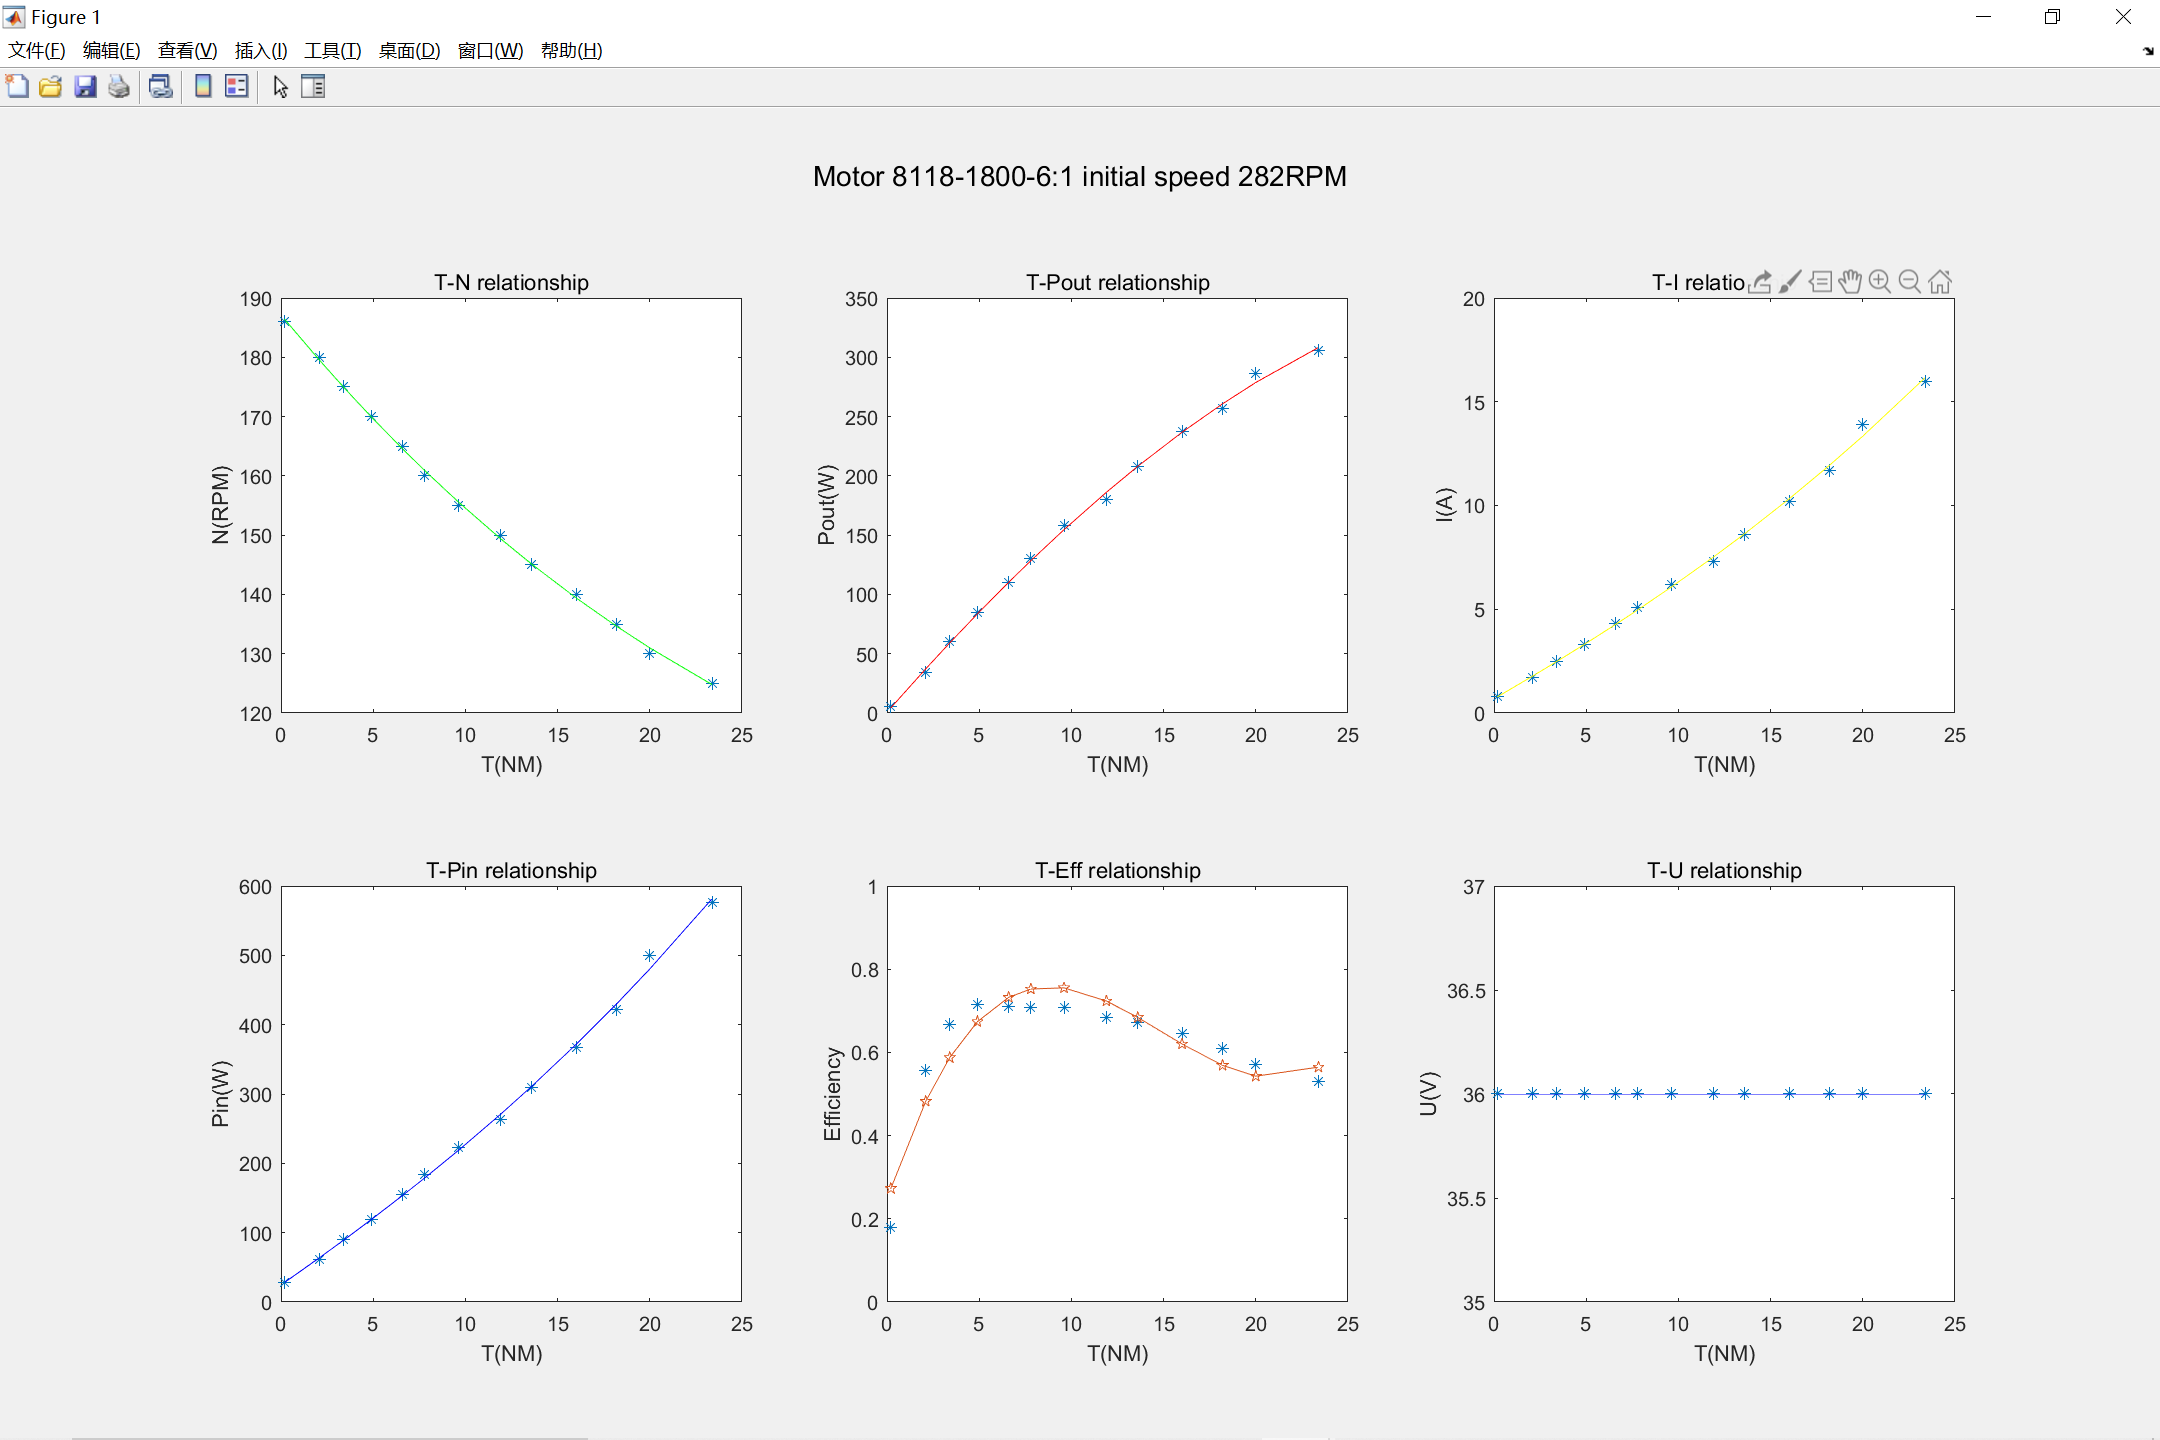 Figure 1
文件(F) 编辑(E) 查看(V) 插入(I) 工具(T) 桌面(D) 窗口(W) 帮助(H)
Motor 8118-1800-6:1 initial speed 282RPM
T-N relationship
190
180
170
160
150
140
130
120
N(RPM)
0 5 10 15 20 25
T(NM)
T-Pout relationship
350
300
250
200
150
100
50
0
Pout(W)
0 5 10 15 20 25
T(NM)
T-I relatio
20
15
10
5
0
I(A)
0 5 10 15 20 25
T(NM)
T-Pin relationship
600
500
400
300
200
100
0
Pin(W)
0 5 10 15 20 25
T(NM)
T-Eff relationship
1
0.8
0.6
0.4
0.2
0
Efficiency
0 5 10 15 20 25
T(NM)
T-U relationship
37
36.5
36
35.5
35
U(V)
0 5 10 15 20 25
T(NM)